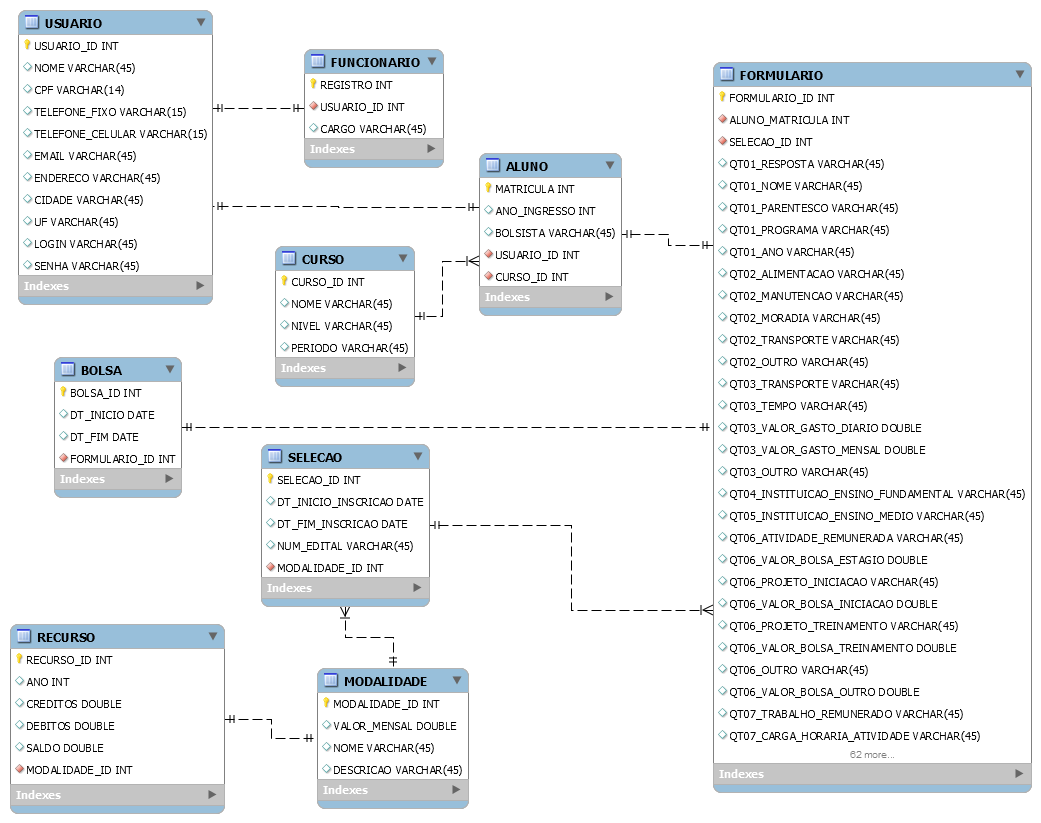 USUARIO
USUARIO_ID INT
NOME VARCHAR(45)
CPF VARCHAR(14)
TELEFONE_FIXO VARCHAR(15)
TELEFONE_CELULAR VARCHAR(15)
EMAIL VARCHAR(45)
ENDERECO VARCHAR(45)
CIDADE VARCHAR(45)
UF VARCHAR(45)
LOGIN VARCHAR(45)
SENHA VARCHAR(45)
Indexes
FUNCIONARIO
REGISTRO INT
USUARIO_ID INT
CARGO VARCHAR(45)
Indexes
ALUNO
MATRICULA INT
ANO_INGRESSO INT
BOLSISTA VARCHAR(45)
USUARIO_ID INT
CURSO_ID INT
Indexes
CURSO
CURSO_ID INT
NOME VARCHAR(45)
NIVEL VARCHAR(45)
PERIODO VARCHAR(45)
Indexes
BOLSA
BOLSA_ID INT
DT_INICIO DATE
DT_FIM DATE
FORMULARIO_ID INT
Indexes
SELECAO
SELECAO_ID INT
DT_INICIO_INSCRICAO DATE
DT_FIM_INSCRICAO DATE
NUM_EDITAL VARCHAR(45)
MODALIDADE_ID INT
Indexes
RECURSO
RECURSO_ID INT
ANO INT
CREDITOS DOUBLE
DEBITOS DOUBLE
SALDO DOUBLE
MODALIDADE_ID INT
Indexes
MODALIDADE
MODALIDADE_ID INT
VALOR_MENSAL DOUBLE
NOME VARCHAR(45)
DESCRICAO VARCHAR(45)
Indexes
FORMULARIO
FORMULARIO_ID INT
ALUNO_MATRICULA INT
SELECAO_ID INT
QT01_RESPOSTA VARCHAR(45)
QT01_NOME VARCHAR(45)
QT01_PARENTESCO VARCHAR(45)
QT01_PROGRAMA VARCHAR(45)
QT01_ANO VARCHAR(45)
QT02_ALIMENTACAO VARCHAR(45)
QT02_MANUTENCAO VARCHAR(45)
QT02_MORADIA VARCHAR(45)
QT02_TRANSPORTE VARCHAR(45)
QT02_OUTRO VARCHAR(45)
QT03_TRANSPORTE VARCHAR(45)
QT03_TEMPO VARCHAR(45)
QT03_VALOR_GASTO_DIARIO DOUBLE
QT03_VALOR_GASTO_MENSAL DOUBLE
QT03_OUTRO VARCHAR(45)
QT04_INSTITUICAO_ENSINO_FUNDAMENTAL VARCHAR(45)
QT05_INSTITUICAO_ENSINO_MEDIO VARCHAR(45)
QT06_ATIVIDADE_REMUNERADA VARCHAR(45)
QT06_VALOR_BOLSA_ESTAGIO DOUBLE
QT06_PROJETO_INICIACAO VARCHAR(45)
QT06_VALOR_BOLSA_INICIACAO DOUBLE
QT06_PROJETO_TREINAMENTO VARCHAR(45)
QT06_VALOR_BOLSA_TREINAMENTO DOUBLE
QT06_OUTRO VARCHAR(45)
QT06_VALOR_BOLSA_OUTRO DOUBLE
QT07_TRABALHO_REMUNERADO VARCHAR(45)
QT07_CARGA_HORARIA_ATIVIDADE VARCHAR(45)
62 more...
Indexes